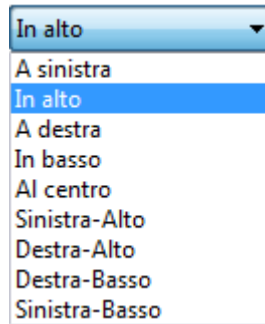 In alto
A sinistra
In alto
A destra
In basso
Al centro
Sinistra-Alto
Destra-Alto
Destra-Basso
Sinistra-Basso